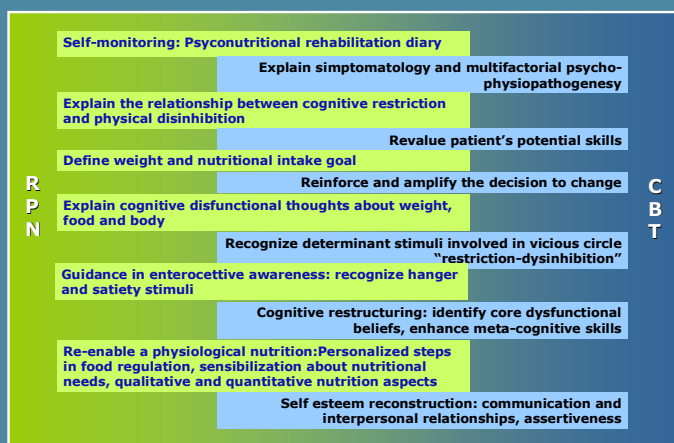 Self-monitoring: Psyconutritional rehabilitation diary
Explain simptomatology and multifactorial psycho-
physiopathogenesy
Explain the relationship between cognitive restriction
and physical disinhibition
Revalue patient's potential skills
Define weight and nutritional intake goal
Reinforce and amplify the decision to change
R
P
N
C
B
T
Explain cognitive disfunctional thoughts about weight,
food and body
Recognize determinant stimuli involved in vicious circle
“restriction-dysinhibition”
Guidance in enterocettive awareness: recognize hanger
and satiety stimuli
Cognitive restructuring: identify core dysfunctional
beliefs, enhance meta-cognitive skills
Re-enable a physiological nutrition:Personalized steps
in food regulation, sensibilization about nutritional
needs, qualitative and quantitative nutrition aspects
Self esteem reconstruction: communication and
interpersonal relationships, assertiveness